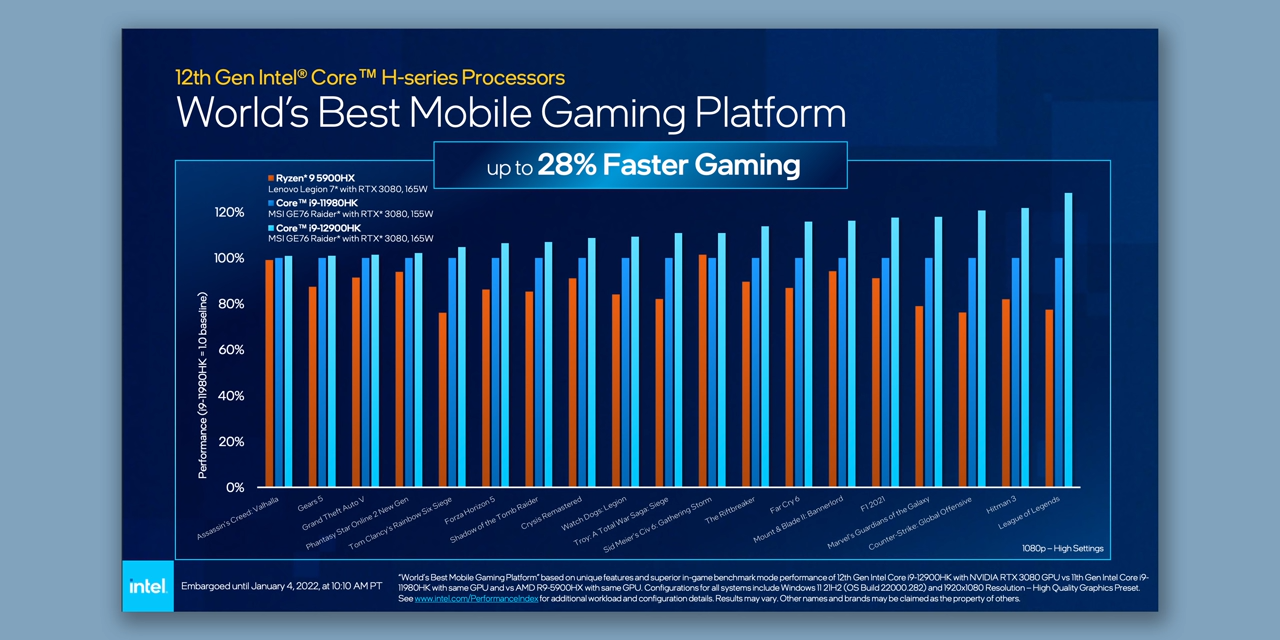 12th Gen Intel® Core™ H-series Processors
World's Best Mobile Gaming Platform
up to 28% Faster Gaming
Ryzen* 9 5900HX
Lenovo Legion 7* with RTX 3080, 165W
Core™ i9-11980HK
MSI GE76 Raider* with RTX* 3080, 155W
Core™ i9-12900HK
MSI GE76 Raider* with RTX* 3080, 165W
Performance (i9-11980HK = 1.0 baseline)
120%
100%
80%
60%
40%
20%
0%
Assassin's Creed: Valhalla
Gears 5
Grand Theft Auto V
Phantasy Star Online 2 New Gen
Tom Clancy's Rainbow Six Siege
Forza Horizon 5
Shadow of the Tomb Raider
Crysis Remastered
Watch Dogs: Legion
Troy: A Total War Saga: Siege
Sid Meier's Civ 6: Gathering Storm
The Riftbreaker
Far Cry 6
Mount & Blade II: Bannerlord
F1 2021
Marvel's Guardians of the Galaxy
Counter-Strike: Global Offensive
Hitman 3
League of Legends
1080p – High Settings
intel.
Embargoed until January 4, 2022, at 10:10 AM PT
"World's Best Mobile Gaming Platform" based on unique features and superior in-game benchmark mode performance of 12th Gen Intel Core i9-12900HK with NVIDIA RTX 3080 GPU vs 11th Gen Intel Core i9-
11980HK with same GPU and vs AMD R9-5900HX with same GPU. Configurations for all systems include Windows 11 21H2 (OS Build 22000.282) and 1920x1080 Resolution – High Quality Graphics Preset.
See www.intel.com/PerformanceIndex for additional workload and configuration details. Results may vary. Other names and brands may be claimed as the property of others.